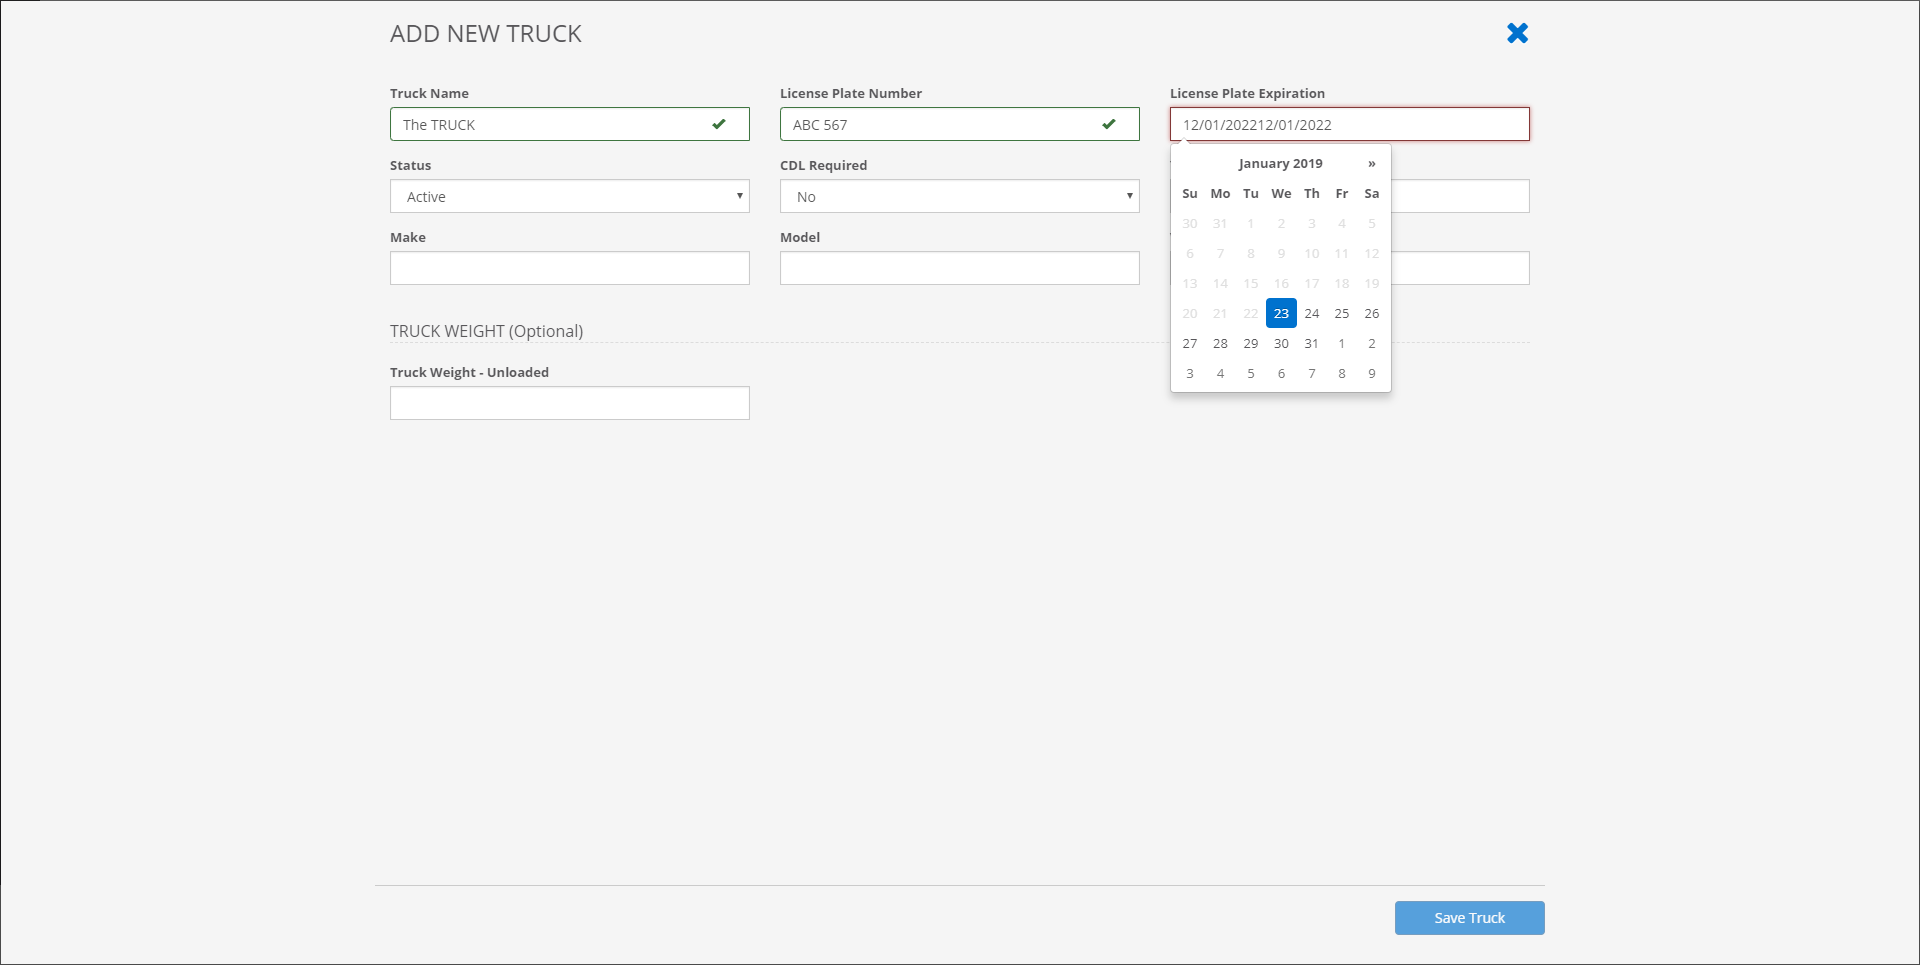 ADD NEW TRUCK
Truck Name
License Plate Number
License Plate Expiration
The TRUCK
ABC 567
12/01/202212/01/2022
Status
CDL Required
Active
No
Make
Model
January 2019 »
Su Mo Tu We Th Fr Sa
30 31 1 2 3 4 5
6 7 8 9 10 11 12
13 14 15 16 17 18 19
20 21 22 23 24 25 26
27 28 29 30 31 1 2
3 4 5 6 7 8 9
TRUCK WEIGHT (Optional)
Truck Weight - Unloaded
Save Truck